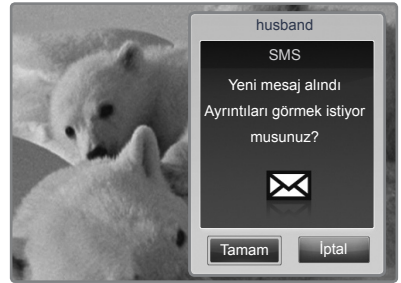 husband
SMS
Yeni mesaj alındı
Ayrıntıları görmek istiyor
musunuz?
Tamam
İptal